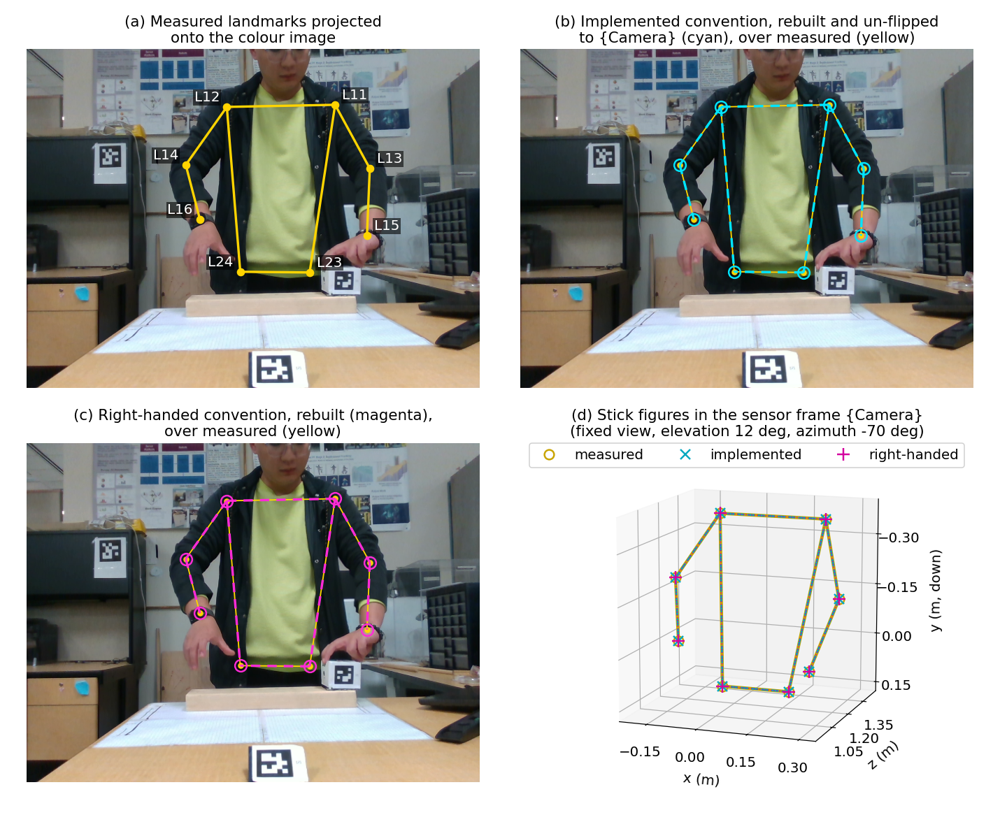 (a) Measured landmarks projected
onto the colour image
L12
L11
L14
L13
L16
L15
L24
L23
(b) Implemented convention, rebuilt and un-flipped
to {Camera} (cyan), over measured (yellow)
(c) Right-handed convention, rebuilt (magenta),
over measured (yellow)
(d) Stick figures in the sensor frame {Camera}
(fixed view, elevation 12 deg, azimuth -70 deg)
measured
implemented
right-handed
−0.30
−0.15
0.00
0.15
y (m, down)
1.35
1.20
1.05
z (m)
−0.15
0.00
0.15
0.30
x (m)